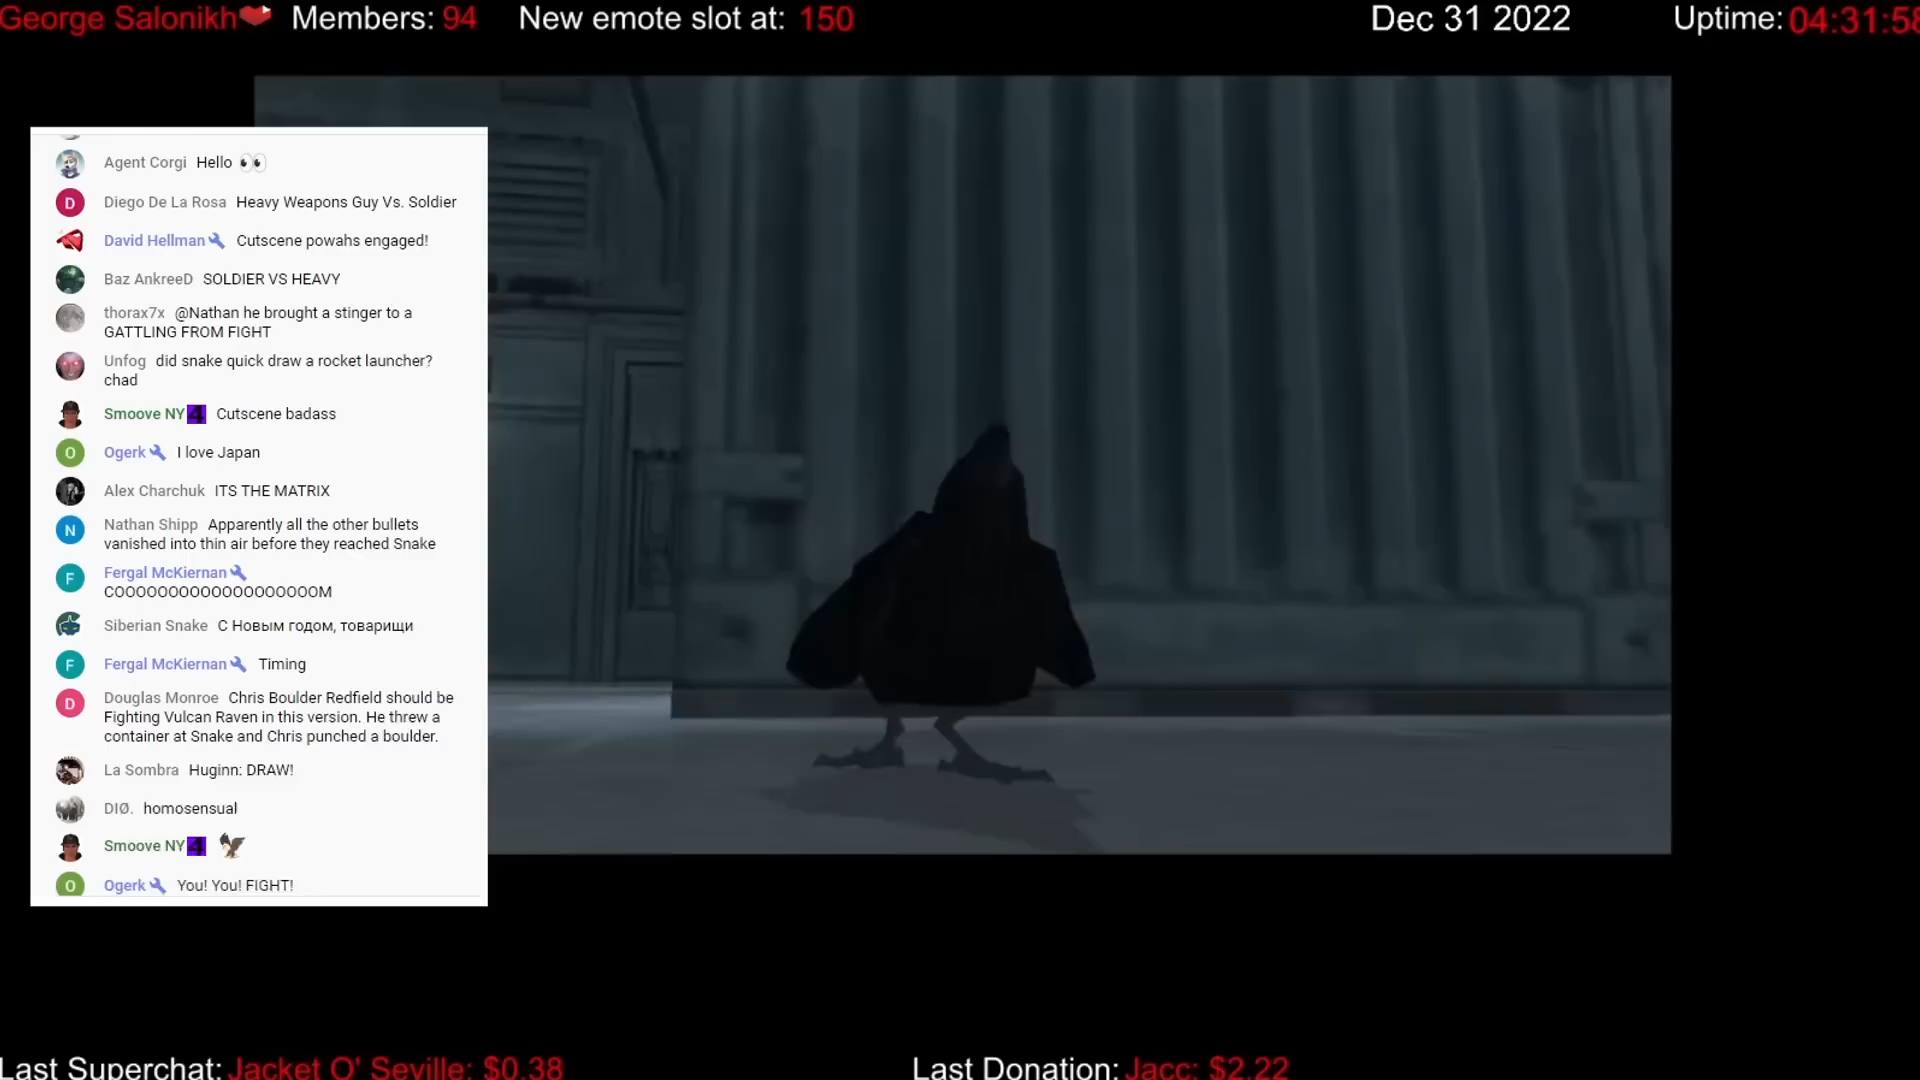 George Salonikh Members: 94 New emote slot at: 150 Dec 31 2022 Uptime: 04:31:58
Agent Corgi Hello 👀
D Diego De La Rosa Heavy Weapons Guy Vs. Soldier
David Hellman Cutscene powahs engaged!
Baz AnkreeD SOLDIER VS HEAVY
thorax7x @Nathan he brought a stinger to a
GATTLING FROM FIGHT
Unfog did snake quick draw a rocket launcher?
chad
Smoove NY 4 Cutscene badass
O Ogerk I love Japan
Alex Charchuk ITS THE MATRIX
N Nathan Shipp Apparently all the other bullets
vanished into thin air before they reached Snake
F Fergal McKiernan
COOOOOOOOOOOOOOOOOOOM
Siberian Snake С Новым годом, товарищи
F Fergal McKiernan Timing
D Douglas Monroe Chris Boulder Redfield should be
Fighting Vulcan Raven in this version. He threw a
container at Snake and Chris punched a boulder.
La Sombra Huginn: DRAW!
DIØ. homosensual
Smoove NY 4 🦅
O Ogerk You! You! FIGHT!
Last Superchat: Jacket O' Seville: $0.38 Last Donation: Jacc: $2.22